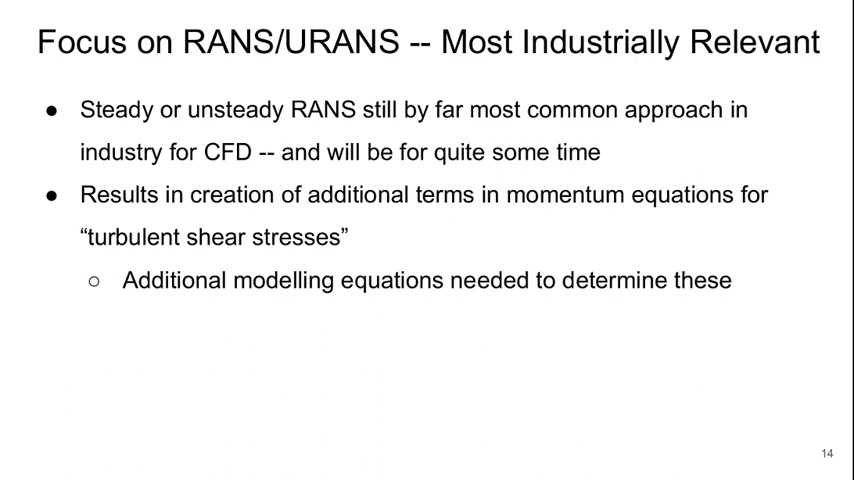 Focus on RANS/URANS -- Most Industrially Relevant
● Steady or unsteady RANS still by far most common approach in
industry for CFD -- and will be for quite some time
● Results in creation of additional terms in momentum equations for
“turbulent shear stresses”
○ Additional modelling equations needed to determine these
14